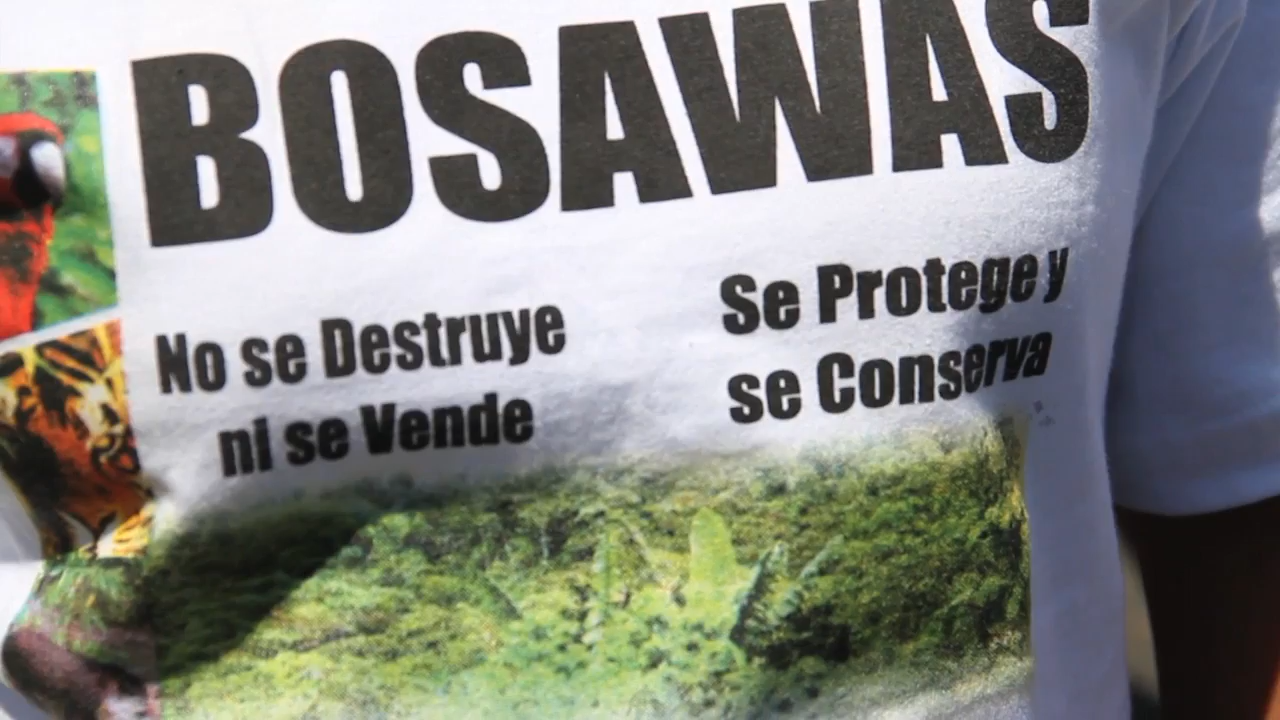 BOSAWAS
No se Destruye
ni se Vende
Se Protege y
se Conserva